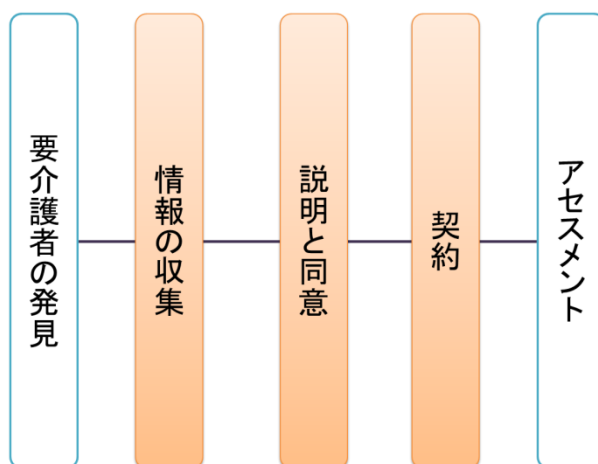 要介護者の発見
情報の収集
説明と同意
契約
アセスメント